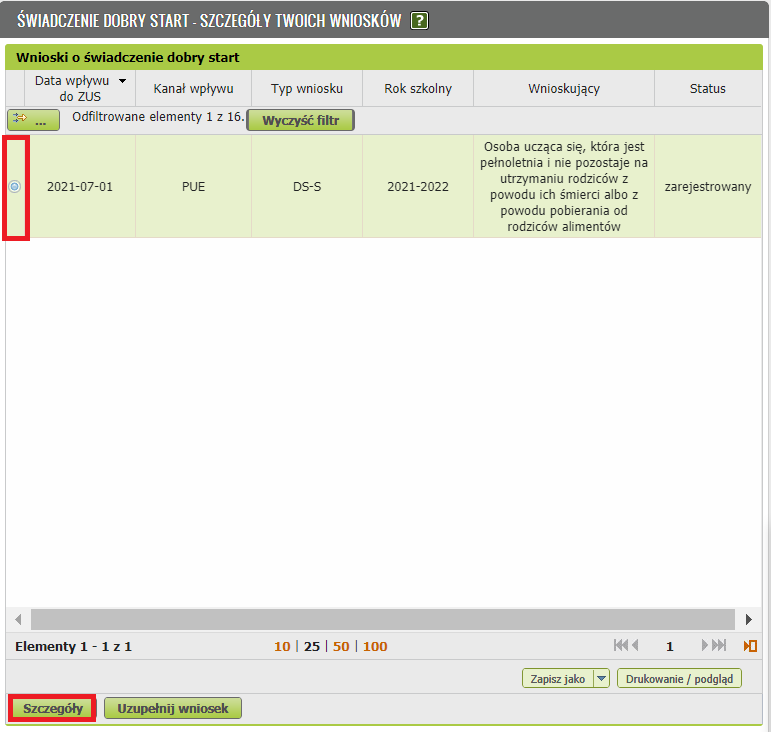 ŚWIADCZENIE DOBRY START - SZCZEGÓŁY TWOICH WNIOSKÓW ?
Wnioski o świadczenie dobry start
Data wpływu do ZUS Kanał wpływu Typ wniosku Rok szkolny Wnioskujący Status
... Odfiltrowane elementy 1 z 16. Wyczyść filtr
2021-07-01 PUE DS-S 2021-2022
Osoba ucząca się, która jest
pełnoletnia i nie pozostaje na
utrzymaniu rodziców z
powodu ich śmierci albo z
powodu pobierania od
rodziców alimentów
zarejestrowany
Elementy 1 - 1 z 1 10 | 25 | 50 | 100 1
Zapisz jako Drukowanie / podgląd
Szczegóły Uzupełnij wniosek